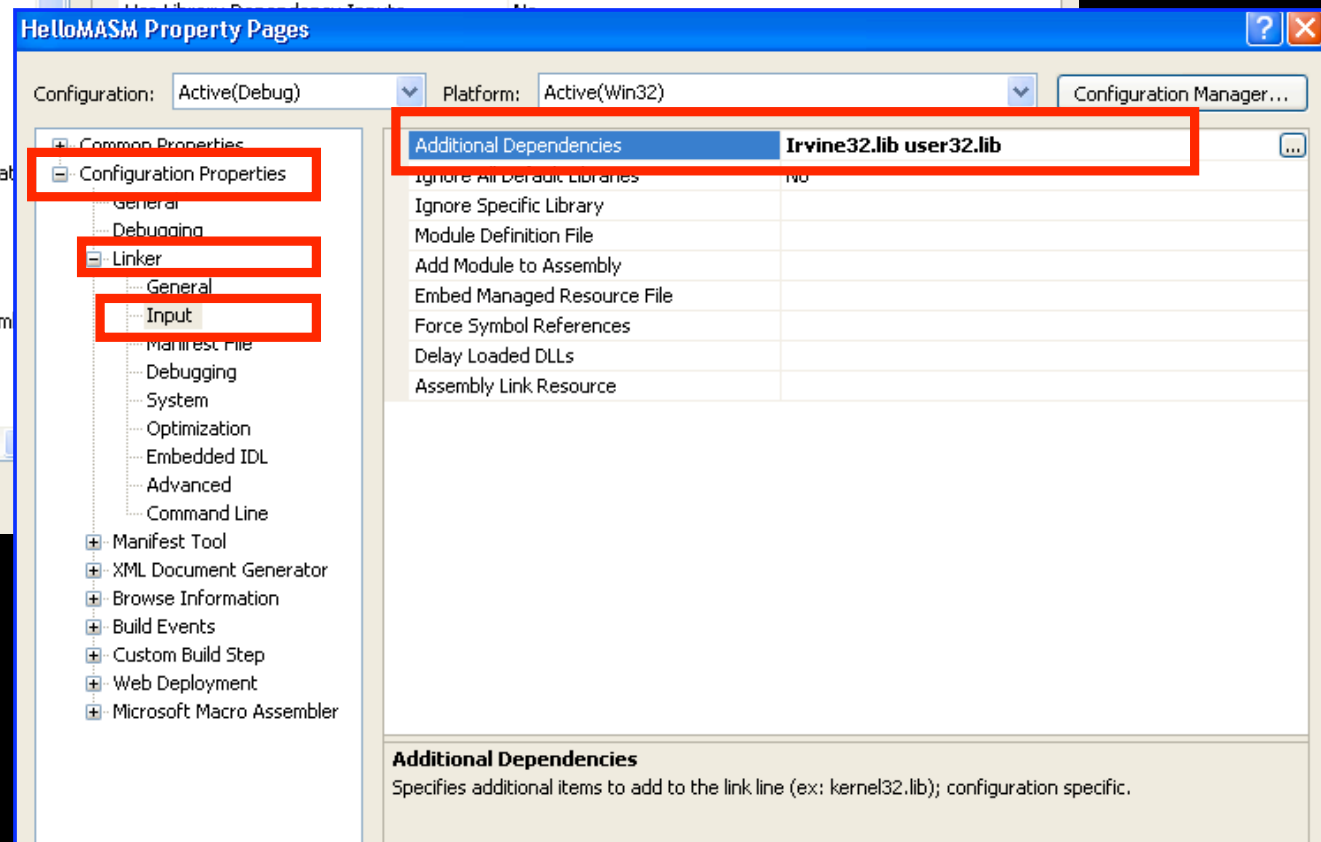 HelloMASM Property Pages
Configuration: Active(Debug) Platform: Active(Win32) Configuration Manager...
Common Properties
Configuration Properties
General
Debugging
Linker
General
Input
Manifest File
Debugging
System
Optimization
Embedded IDL
Advanced
Command Line
Manifest Tool
XML Document Generator
Browse Information
Build Events
Custom Build Step
Web Deployment
Microsoft Macro Assembler
Additional Dependencies Irvine32.lib user32.lib ...
Ignore All Default Libraries No
Ignore Specific Library
Module Definition File
Add Module to Assembly
Embed Managed Resource File
Force Symbol References
Delay Loaded DLLs
Assembly Link Resource
Additional Dependencies
Specifies additional items to add to the link line (ex: kernel32.lib); configuration specific.